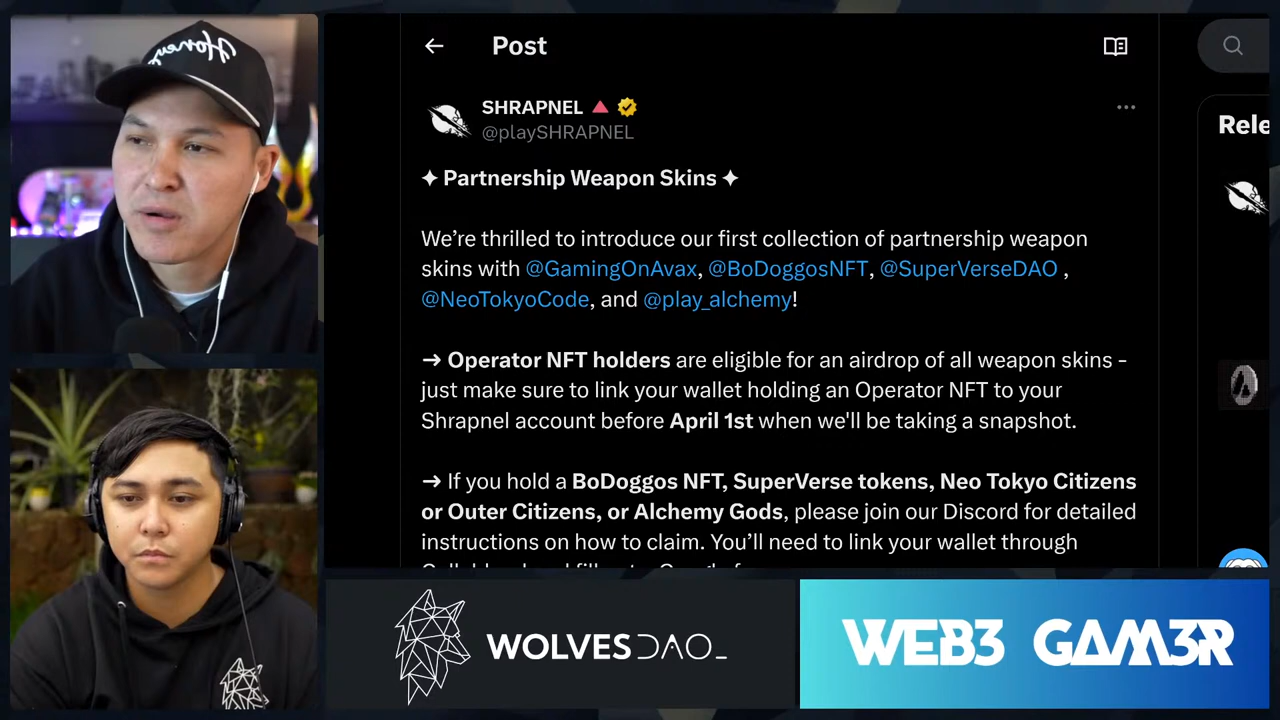 Honey
Post
SHRAPNEL
@playSHRAPNEL
✦ Partnership Weapon Skins ✦
We’re thrilled to introduce our first collection of partnership weapon
skins with @GamingOnAvax, @BoDoggosNFT, @SuperVerseDAO ,
@NeoTokyoCode, and @play_alchemy!
→ Operator NFT holders are eligible for an airdrop of all weapon skins -
just make sure to link your wallet holding an Operator NFT to your
Shrapnel account before April 1st when we'll be taking a snapshot.
→ If you hold a BoDoggos NFT, SuperVerse tokens, Neo Tokyo Citizens
or Outer Citizens, or Alchemy Gods, please join our Discord for detailed
instructions on how to claim. You’ll need to link your wallet through
Rele
WOLVESDAO_
WEB3 GAM3R